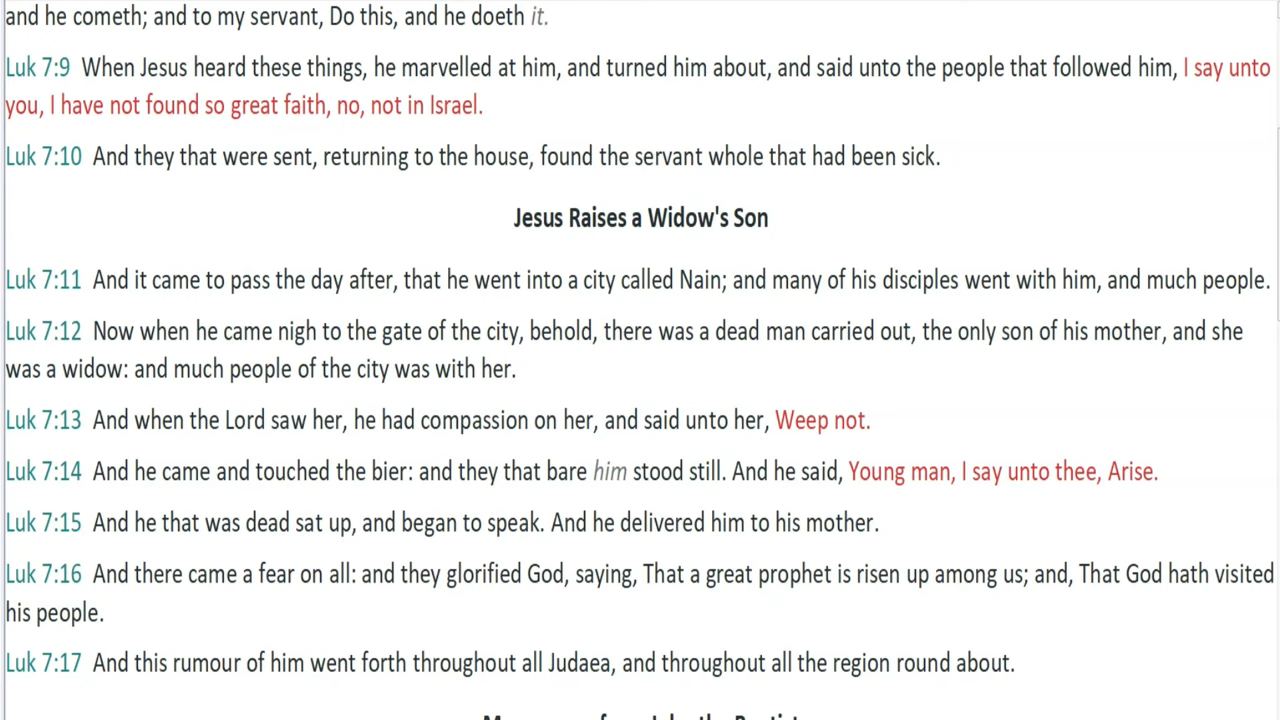 and he cometh; and to my servant, Do this, and he doeth it.
Luk 7:9 When Jesus heard these things, he marvelled at him, and turned him about, and said unto the people that followed him, I say unto
you, I have not found so great faith, no, not in Israel.
Luk 7:10 And they that were sent, returning to the house, found the servant whole that had been sick.
Jesus Raises a Widow's Son
Luk 7:11 And it came to pass the day after, that he went into a city called Nain; and many of his disciples went with him, and much people.
Luk 7:12 Now when he came nigh to the gate of the city, behold, there was a dead man carried out, the only son of his mother, and she
was a widow: and much people of the city was with her.
Luk 7:13 And when the Lord saw her, he had compassion on her, and said unto her, Weep not.
Luk 7:14 And he came and touched the bier: and they that bare him stood still. And he said, Young man, I say unto thee, Arise.
Luk 7:15 And he that was dead sat up, and began to speak. And he delivered him to his mother.
Luk 7:16 And there came a fear on all: and they glorified God, saying, That a great prophet is risen up among us; and, That God hath visited
his people.
Luk 7:17 And this rumour of him went forth throughout all Judaea, and throughout all the region round about.